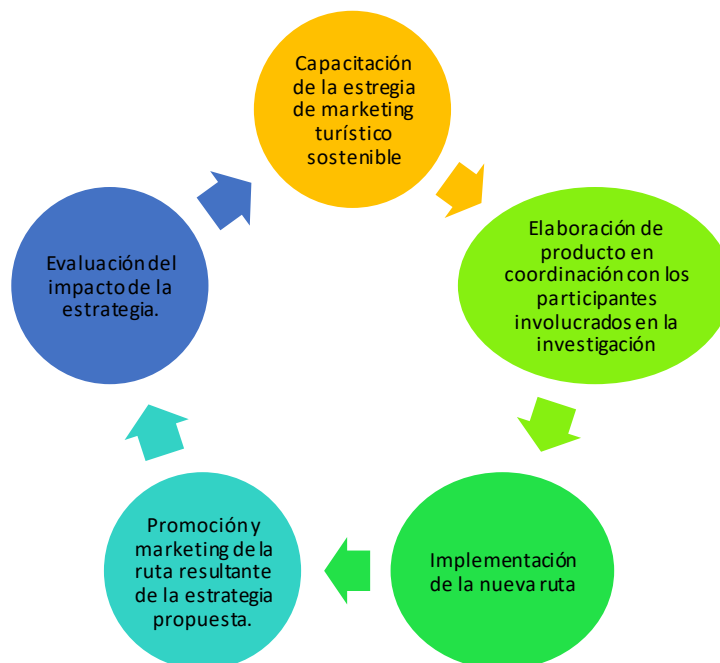 Capacitación
de la estregia
de marketing
turístico
sostenible
Elaboración de
producto en
coordinación con los
participantes
involucrados en la
investigación
Implementación
de la nueva ruta
Promoción y
marketing de la
ruta resultante
de la estrategia
propuesta.
Evaluación del
impacto de la
estrategia.